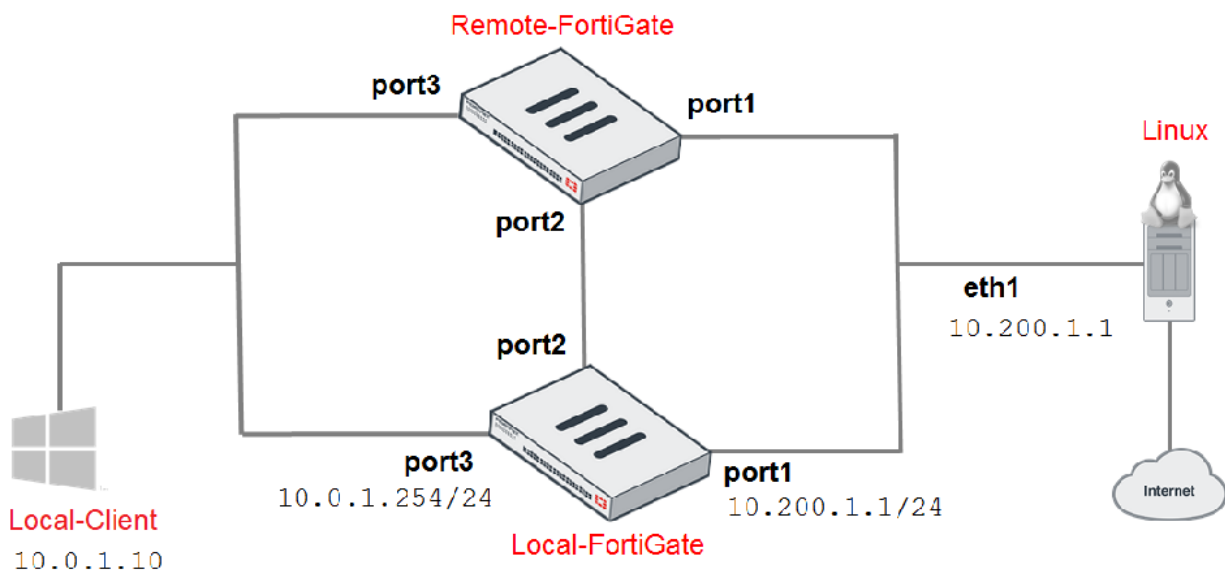 Remote-FortiGate
port3
port1
Linux
port2
eth1
10.200.1.1
port2
port3
10.0.1.254/24
port1
10.200.1.1/24
Internet
Local-Client
10.0.1.10
Local-FortiGate